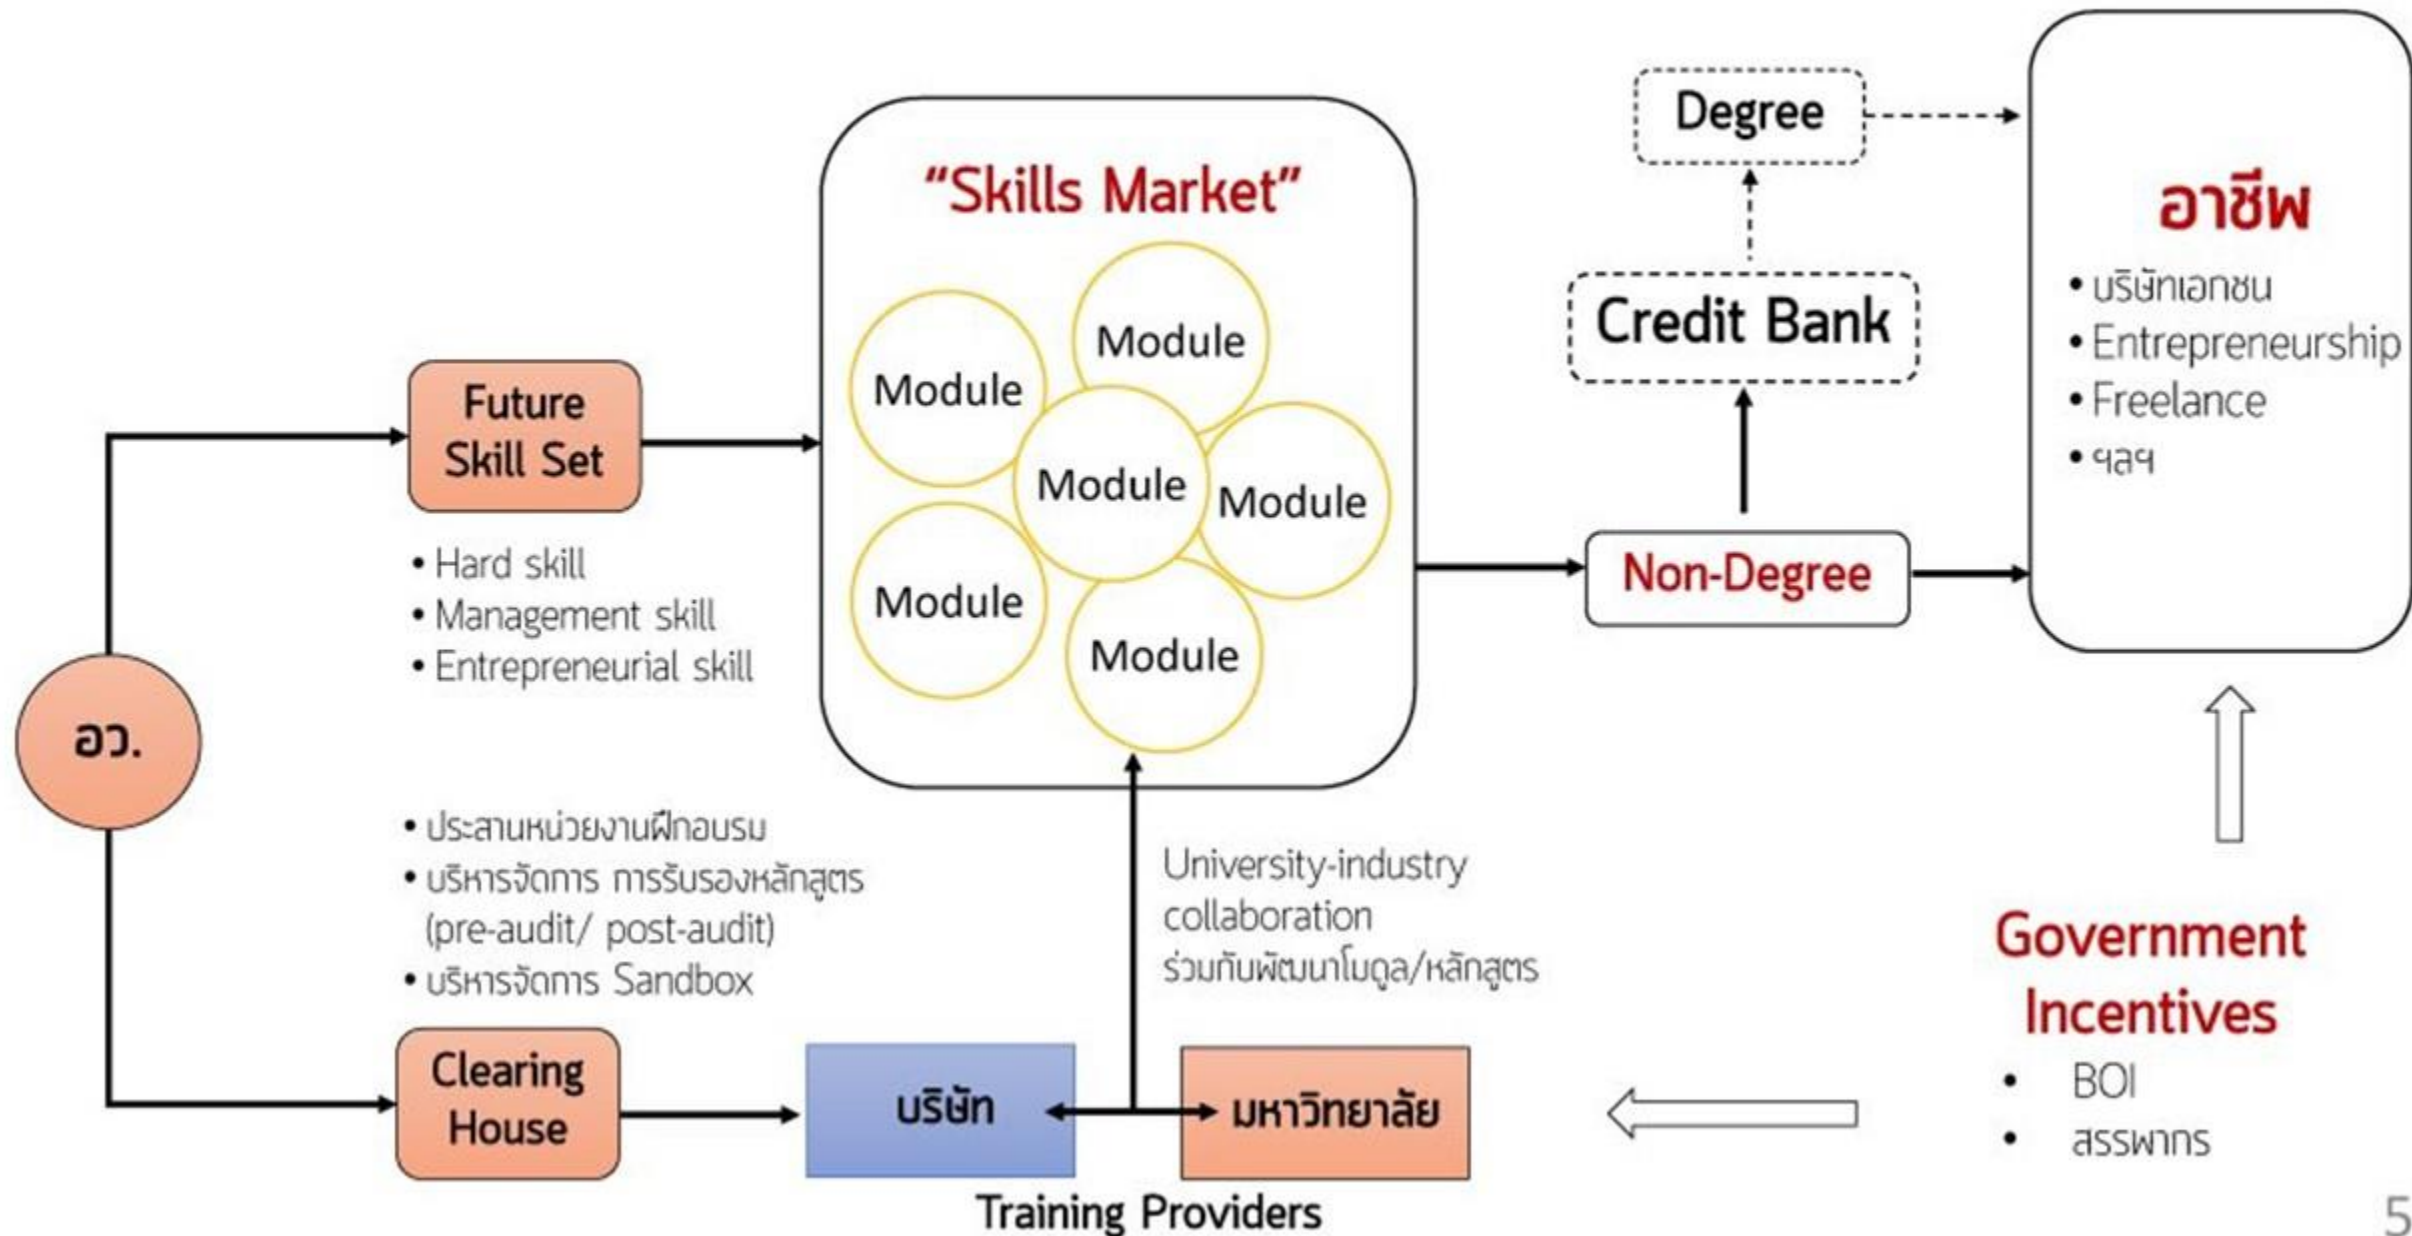 อว.
Future
Skill Set
• Hard skill
• Management skill
• Entrepreneurial skill
• ประสานหน่วยงานฝึกอบรม
• บริหารจัดการ การรับรองหลักสูตร
(pre-audit/ post-audit)
• บริหารจัดการ Sandbox
Clearing
House
“Skills Market”
Module
Module
Module
Module
Module
Module
University-industry
collaboration
ร่วมกับพัฒนาโมดูล/หลักสูตร
บริษัท
มหาวิทยาลัย
Training Providers
Degree
Credit Bank
Non-Degree
อาชีพ
• บริษัทเอกชน
• Entrepreneurship
• Freelance
• ฯลฯ
Government
Incentives
• BOI
• สรรพากร
5